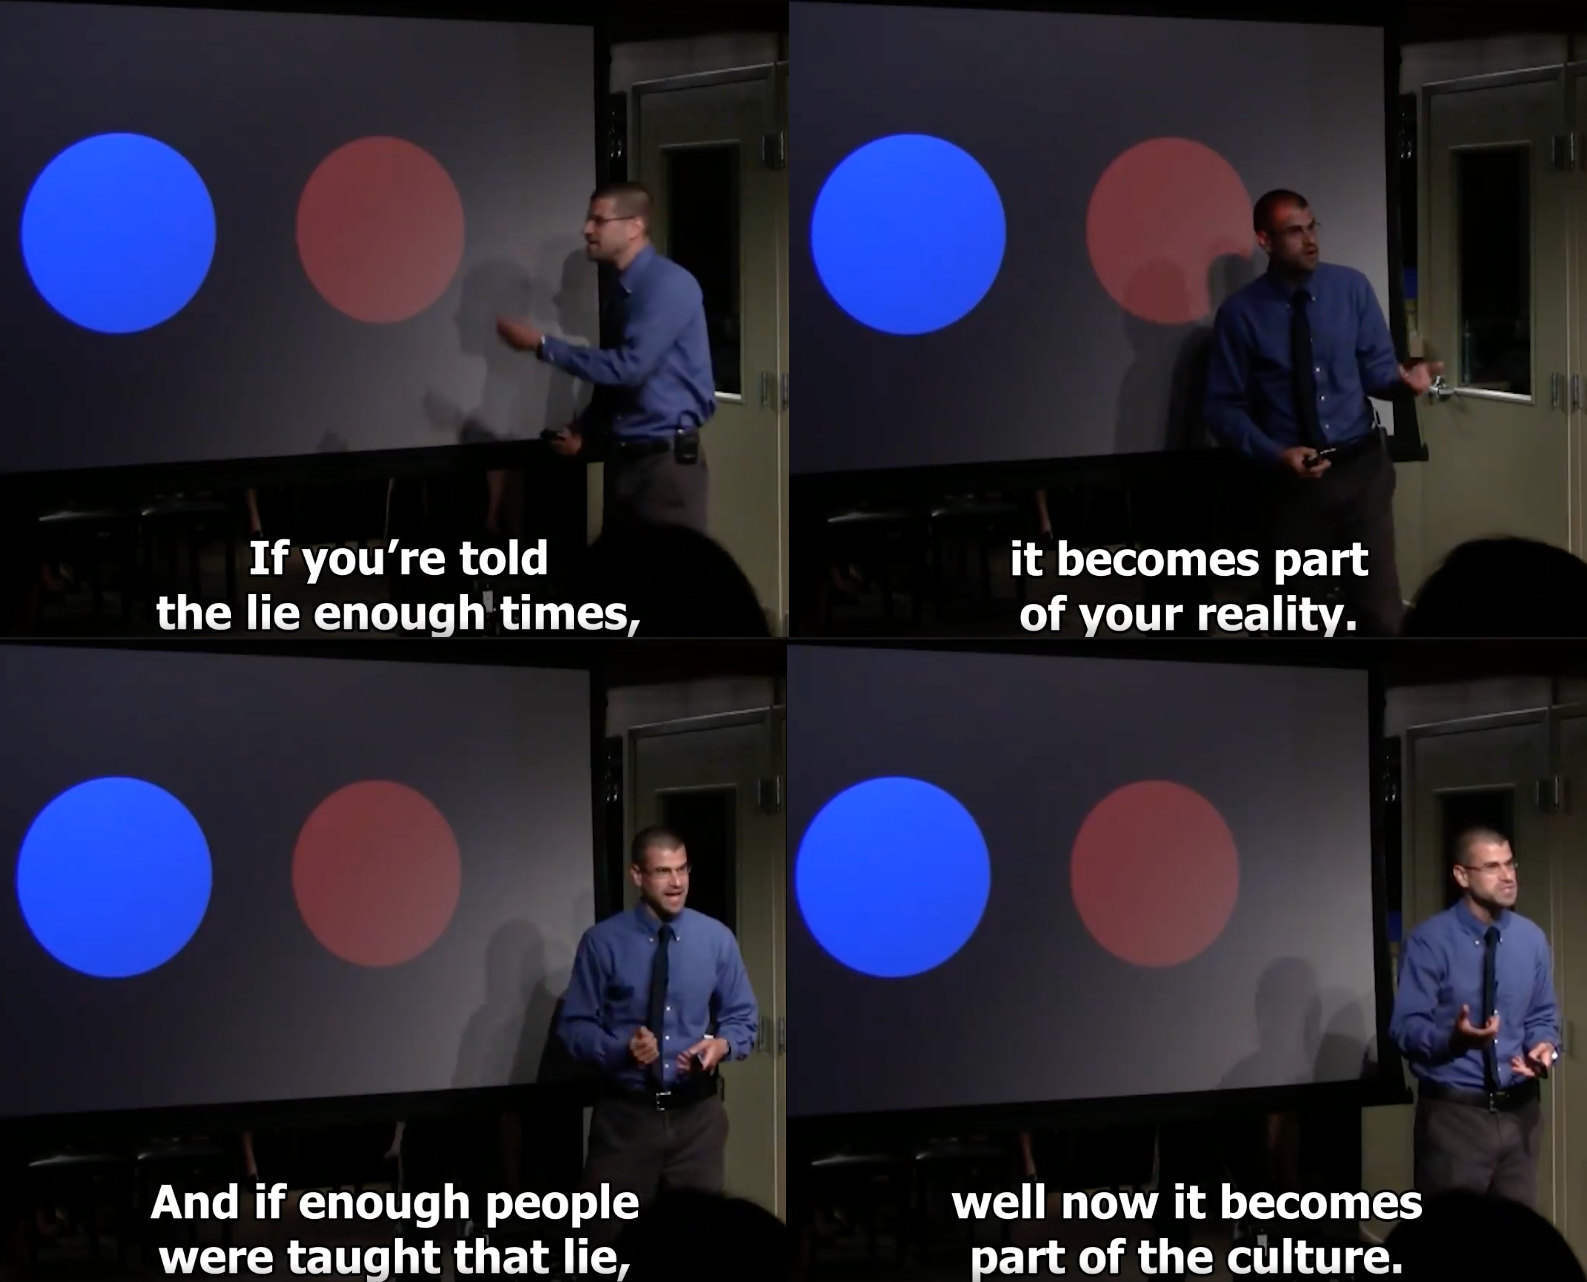 If you’re told
the lie enough times,
it becomes part
of your reality.
And if enough people
were taught that lie,
well now it becomes
part of the culture.